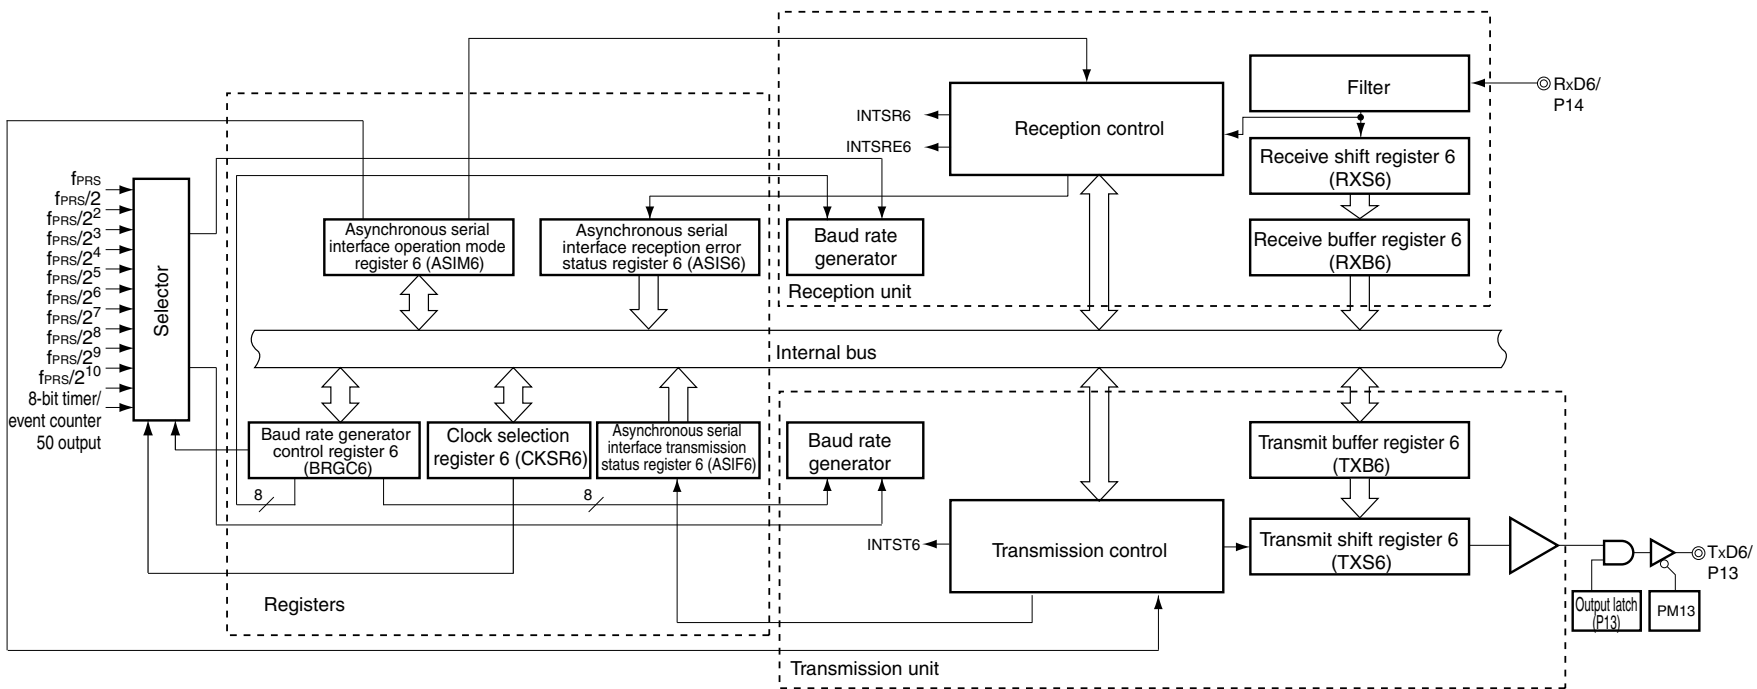 Filter
RxD6/
P14
INTSR6
INTSRE6
Reception control
Receive shift register 6
(RXS6)
Receive buffer register 6
(RXB6)
fPRS
fPRS/2
fPRS/2²
fPRS/2³
fPRS/2⁴
fPRS/2⁵
fPRS/2⁶
fPRS/2⁷
fPRS/2⁸
fPRS/2⁹
fPRS/2¹⁰
8-bit timer/
event counter
50 output
Selector
Asynchronous serial
interface operation mode
register 6 (ASIM6)
Asynchronous serial
interface reception error
status register 6 (ASIS6)
Baud rate
generator
Reception unit
Internal bus
Baud rate generator
control register 6
(BRGC6)
Clock selection
register 6 (CKSR6)
Asynchronous serial
interface transmission
status register 6 (ASIF6)
Baud rate
generator
Transmit buffer register 6
(TXB6)
8
8
INTST6
Transmission control
Transmit shift register 6
(TXS6)
TxD6/
P13
Output latch
(P13)
PM13
Registers
Transmission unit